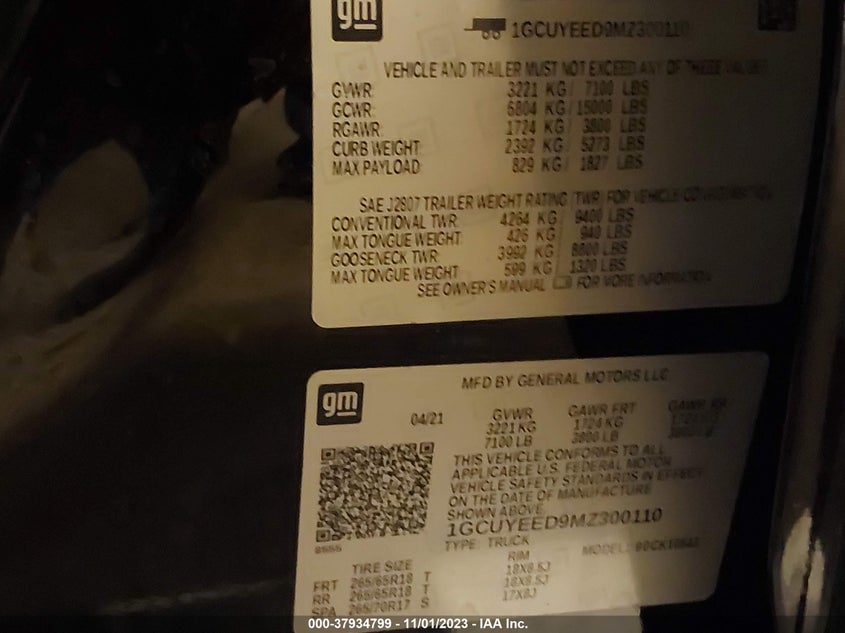 gm
1GCUYEED9MZ300110
VEHICLE AND TRAILER MUST NOT EXCEED ANY OF THESE VALUES
GVWR 3221 KG / 7100 LBS
GCWR 6804 KG / 15000 LBS
RGAWR 1724 KG / 3800 LBS
CURB WEIGHT 2392 KG / 5273 LBS
MAX PAYLOAD 829 KG / 1827 LBS
SAE J2807 TRAILER WEIGHT RATING (TWR) FOR VEHICLE
CONVENTIONAL TWR 4264 KG / 9400 LBS
MAX TONGUE WEIGHT 426 KG / 940 LBS
GOOSENECK TWR 3992 KG / 8800 LBS
MAX TONGUE WEIGHT 599 KG / 1320 LBS
SEE OWNER'S MANUAL FOR MORE INFORMATION
gm
MFD BY GENERAL MOTORS LLC
04/21 GVWR GAWR FRT GAWR RR
3221 KG 1724 KG 1724 KG
7100 LB 3800 LB 3800 LB
THIS VEHICLE CONFORMS TO ALL
APPLICABLE U.S. FEDERAL MOTOR
VEHICLE SAFETY STANDARDS IN EFFECT
ON THE DATE OF MANUFACTURE
SHOWN ABOVE.
1GCUYEED9MZ300110
TYPE: TRUCK MODEL:
TIRE SIZE RIM
FRT 265/65R18 T 18X8.5J
RR 265/65R18 T 18X8.5J
SPA 265/70R17 S 17X8J
000-37934799 - 11/01/2023 - IAA Inc.